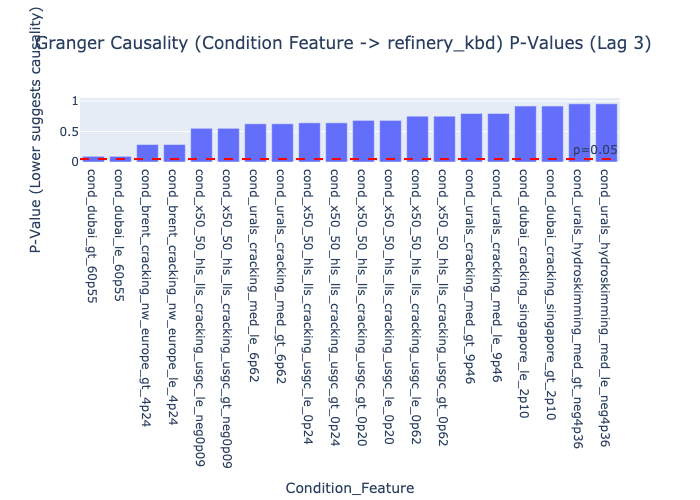 Granger Causality (Condition Feature -> refinery_kbd) P-Values (Lag 3)
P-Value (Lower suggests causality)
1
0.5
0
p=0.05
cond_dubai_gt_60p55
cond_dubai_le_60p55
cond_brent_cracking_nw_europe_gt_4p24
cond_brent_cracking_nw_europe_le_4p24
cond_x50_50_hls_lls_cracking_usgc_le_neg0p09
cond_x50_50_hls_lls_cracking_usgc_gt_neg0p09
cond_urals_cracking_med_le_6p62
cond_urals_cracking_med_gt_6p62
cond_x50_50_hls_lls_cracking_usgc_le_0p24
cond_x50_50_hls_lls_cracking_usgc_gt_0p24
cond_x50_50_hls_lls_cracking_usgc_gt_0p20
cond_x50_50_hls_lls_cracking_usgc_le_0p20
cond_x50_50_hls_lls_cracking_usgc_le_0p62
cond_x50_50_hls_lls_cracking_usgc_gt_0p62
cond_urals_cracking_med_gt_9p46
cond_urals_cracking_med_le_9p46
cond_dubai_cracking_singapore_le_2p10
cond_dubai_cracking_singapore_gt_2p10
cond_urals_hydroskimming_med_gt_neg4p36
cond_urals_hydroskimming_med_le_neg4p36
Condition_Feature